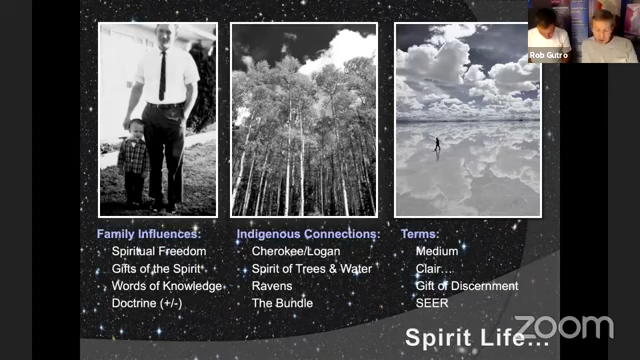 Rob Gutro
Family Influences:
Spiritual Freedom
Gifts of the Spirit
Words of Knowledge
Doctrine (+/-)
Indigenous Connections:
Cherokee/Logan
Spirit of Trees & Water
Ravens
The Bundle
Terms:
Medium
Clair…
Gift of Discernment
SEER
Spirit Life…
zoom